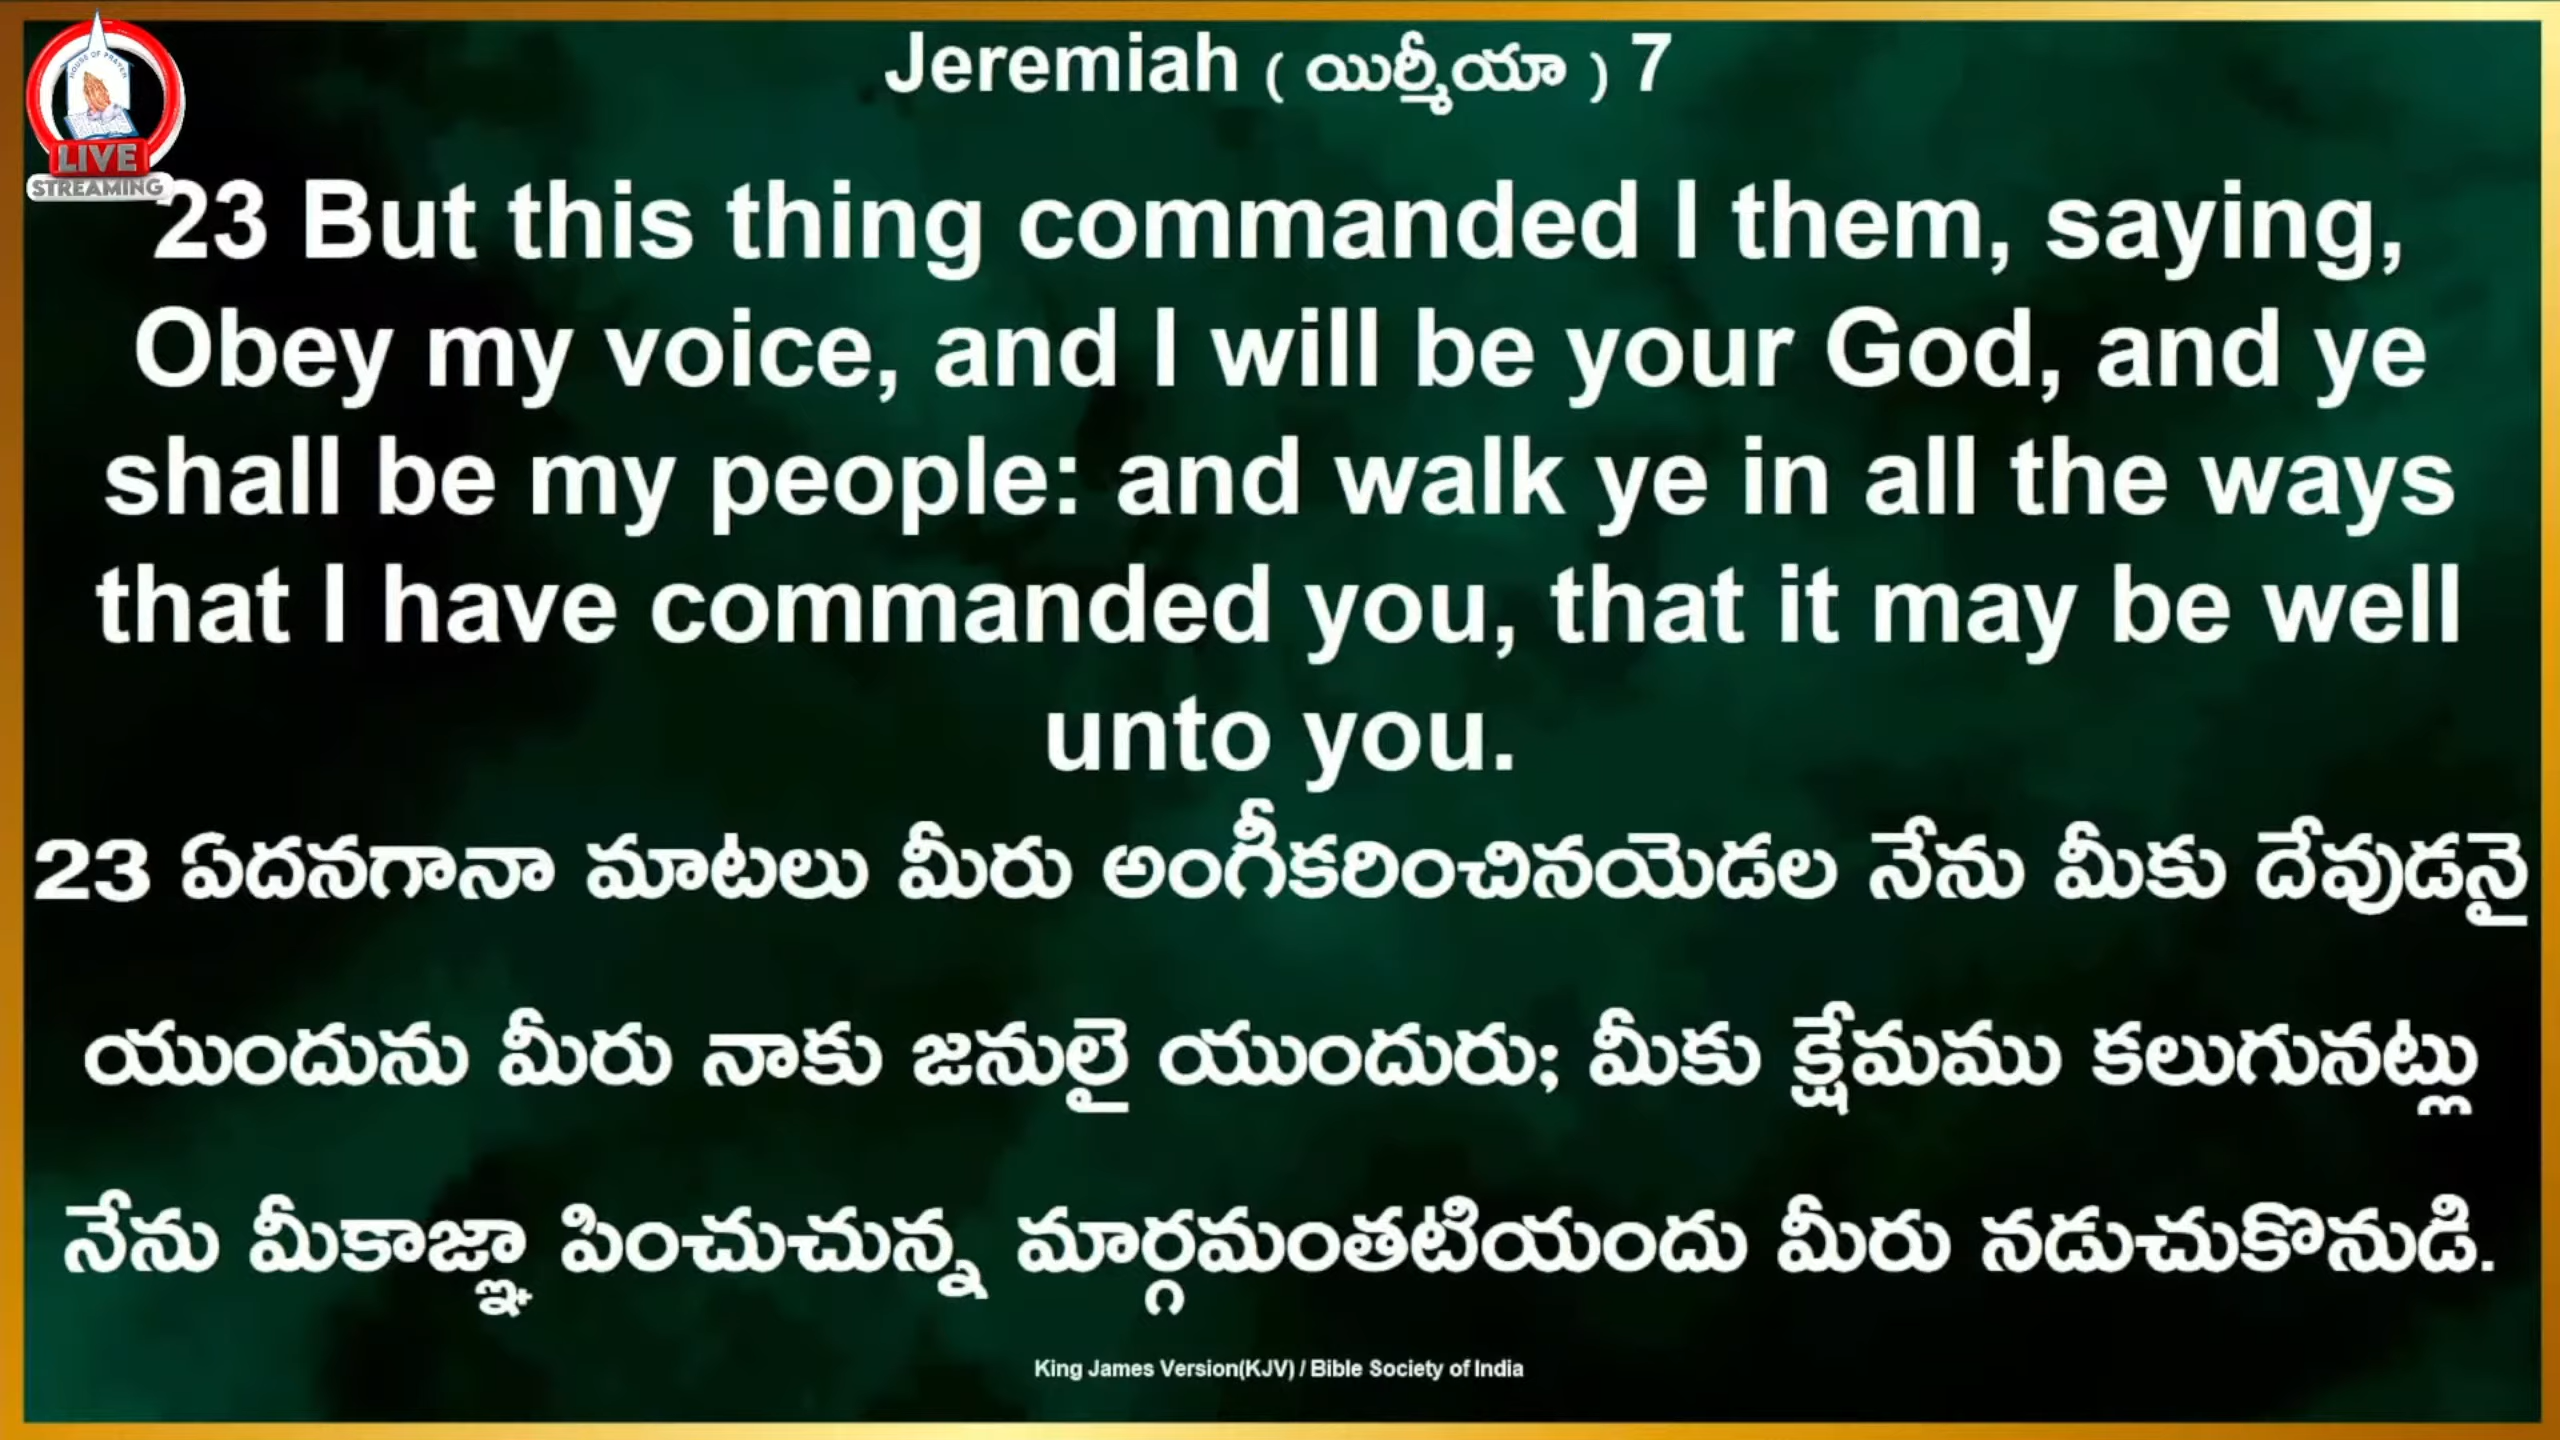 HOUSE OF PRAYER
LIVE
STREAMING
Jeremiah ( యిర్మీయా ) 7
23 But this thing commanded I them, saying,
Obey my voice, and I will be your God, and ye
shall be my people: and walk ye in all the ways
that I have commanded you, that it may be well
unto you.
23 ఏదనగానా మాటలు మీరు అంగీకరించినయెడల నేను మీకు దేవుడనై
యుందును మీరు నాకు జనులై యుందురు; మీకు క్షేమము కలుగునట్లు
నేను మీకాజ్ఞా పించుచున్న మార్గమంతటియందు మీరు నడుచుకొనుడి.
King James Version(KJV) / Bible Society of India